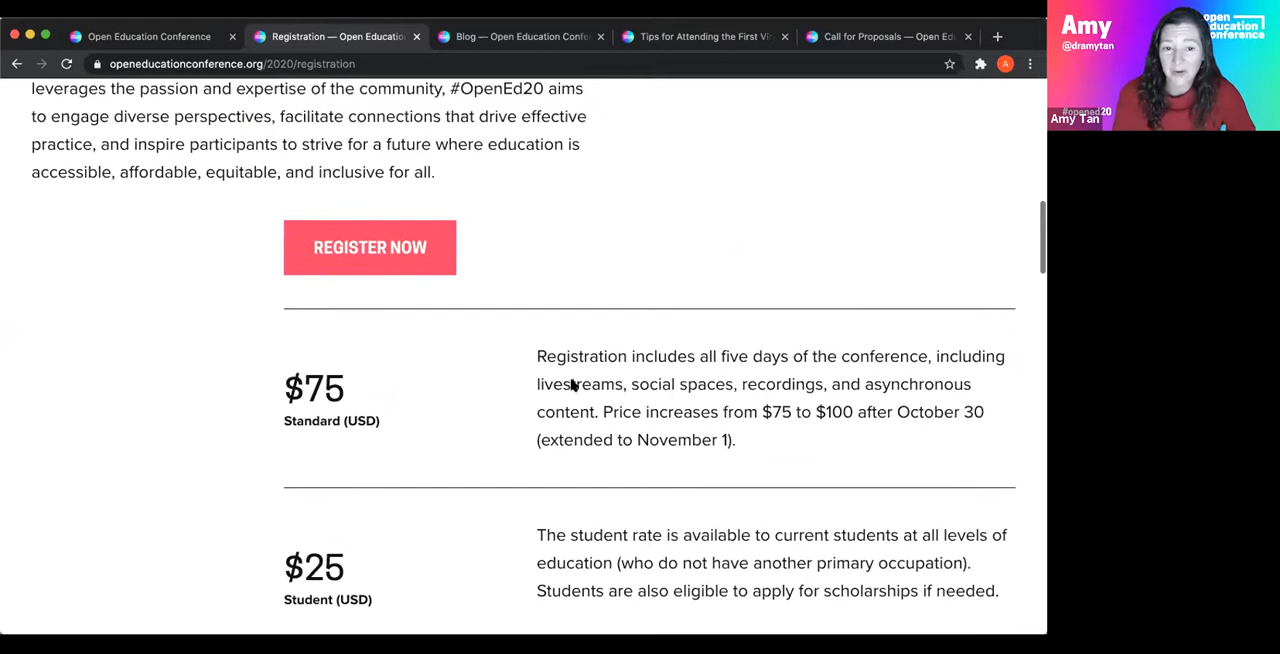 Open Education Conference
Registration — Open Educatio
Blog — Open Education Confe
Tips for Attending the First Vi
Call for Proposals — Open Ed
openeducationconference.org/2020/registration
A
leverages the passion and expertise of the community, #OpenEd20 aims
to engage diverse perspectives, facilitate connections that drive effective
practice, and inspire participants to strive for a future where education is
accessible, affordable, equitable, and inclusive for all.
REGISTER NOW
$75
Standard (USD)
Registration includes all five days of the conference, including
livestreams, social spaces, recordings, and asynchronous
content. Price increases from $75 to $100 after October 30
(extended to November 1).
$25
Student (USD)
The student rate is available to current students at all levels of
education (who do not have another primary occupation).
Students are also eligible to apply for scholarships if needed.
Amy
@dramytan
open
education
conference
#opened20
Amy Tan